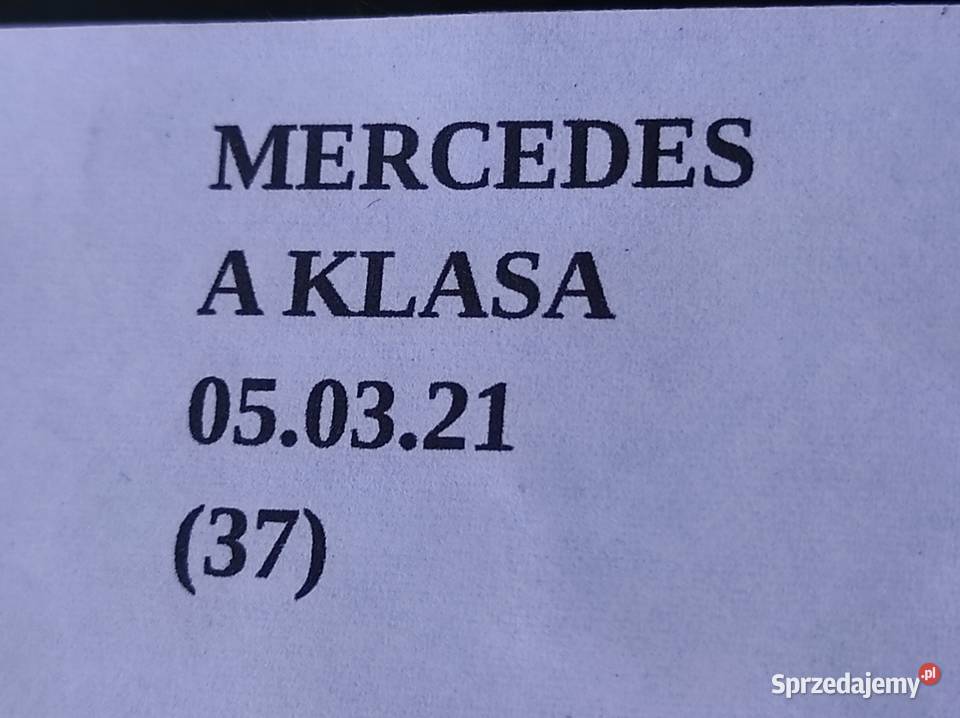 MERCEDES
A KLASA
05.03.21
(37)
Sprzedajemy.pl